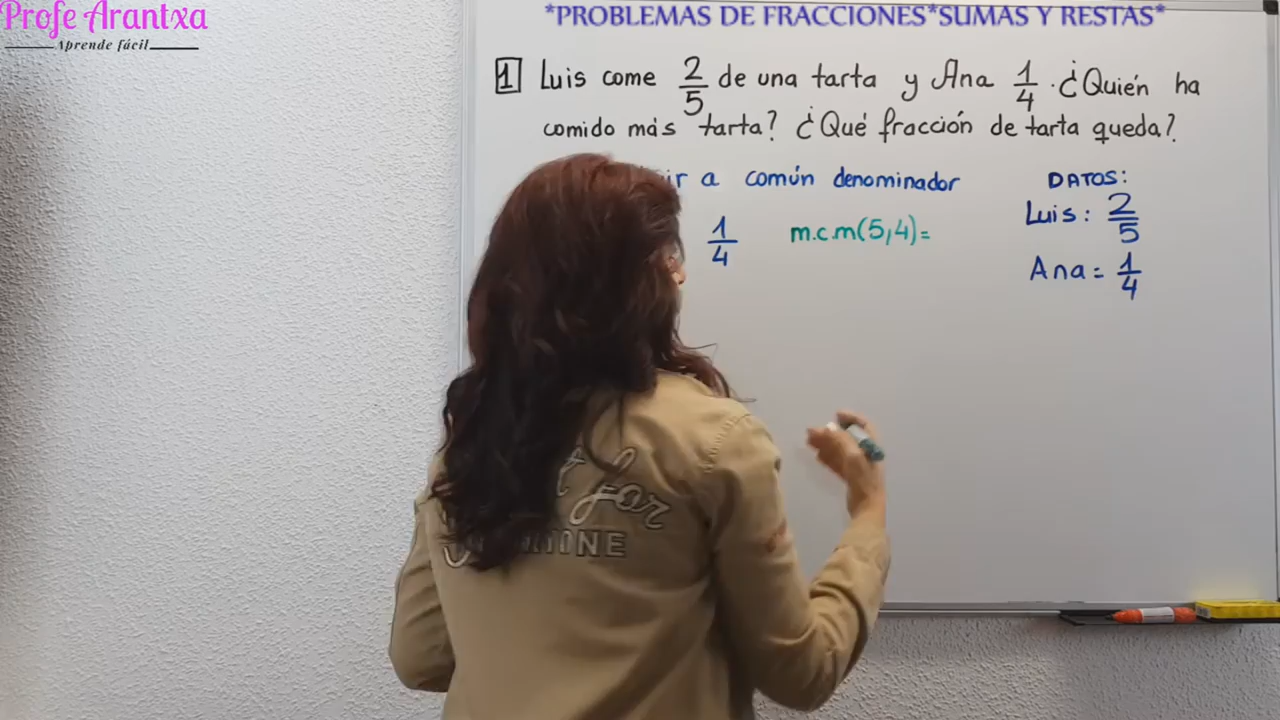 Profe Arantxa
Aprende fácil
*PROBLEMAS DE FRACCIONES*SUMAS Y RESTAS*
1 Luis come 2/5 de una tarta y Ana 1/4. ¿Quién ha
comido más tarta? ¿Qué fracción de tarta queda?
a común denominador
1/4 m.c.m(5,4)=
DATOS:
Luis: 2/5
Ana= 1/4
for